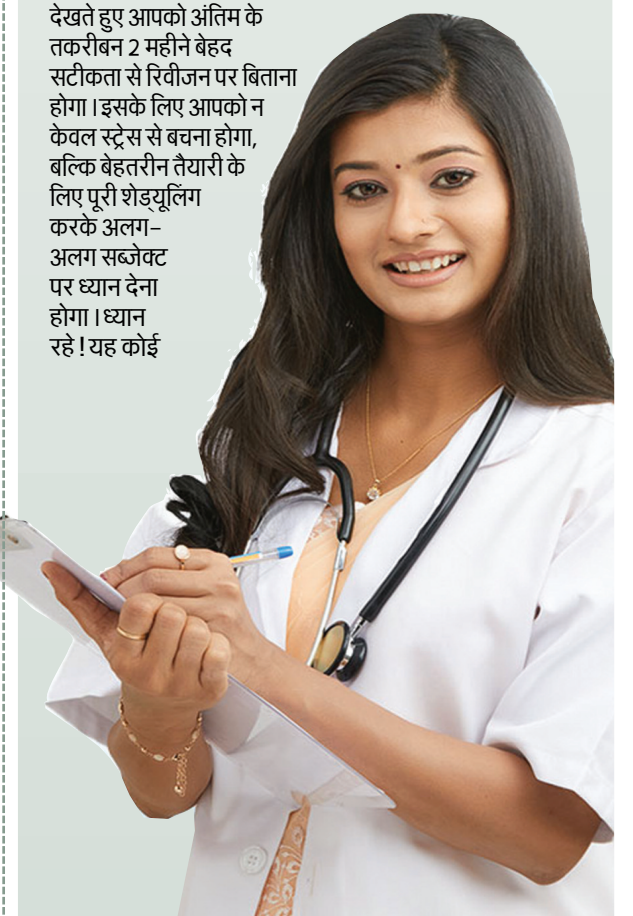 देखते हुए आपको अंतिम के
तकरीबन 2 महीने बेहद
सटीकता से रिवीजन पर बिताना
होगा। इसके लिए आपको न
केवल स्ट्रेस से बचना होगा,
बल्कि बेहतरीन तैयारी के
लिए पूरी शेड्यूलिंग
करके अलग-
अलग सब्जेक्ट
पर ध्यान देना
होगा। ध्यान
रहे! यह कोई